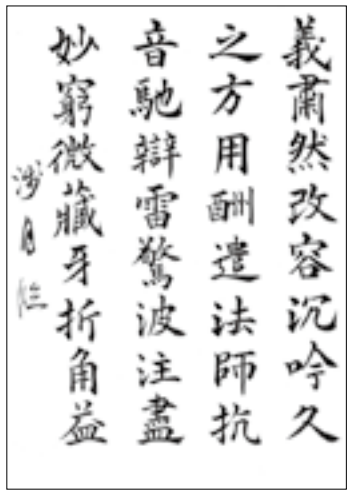 義肅然改容沉吟久
之方用酬遣法師抗
音馳辯雷驚波注盡
妙窮微藏牙折角益